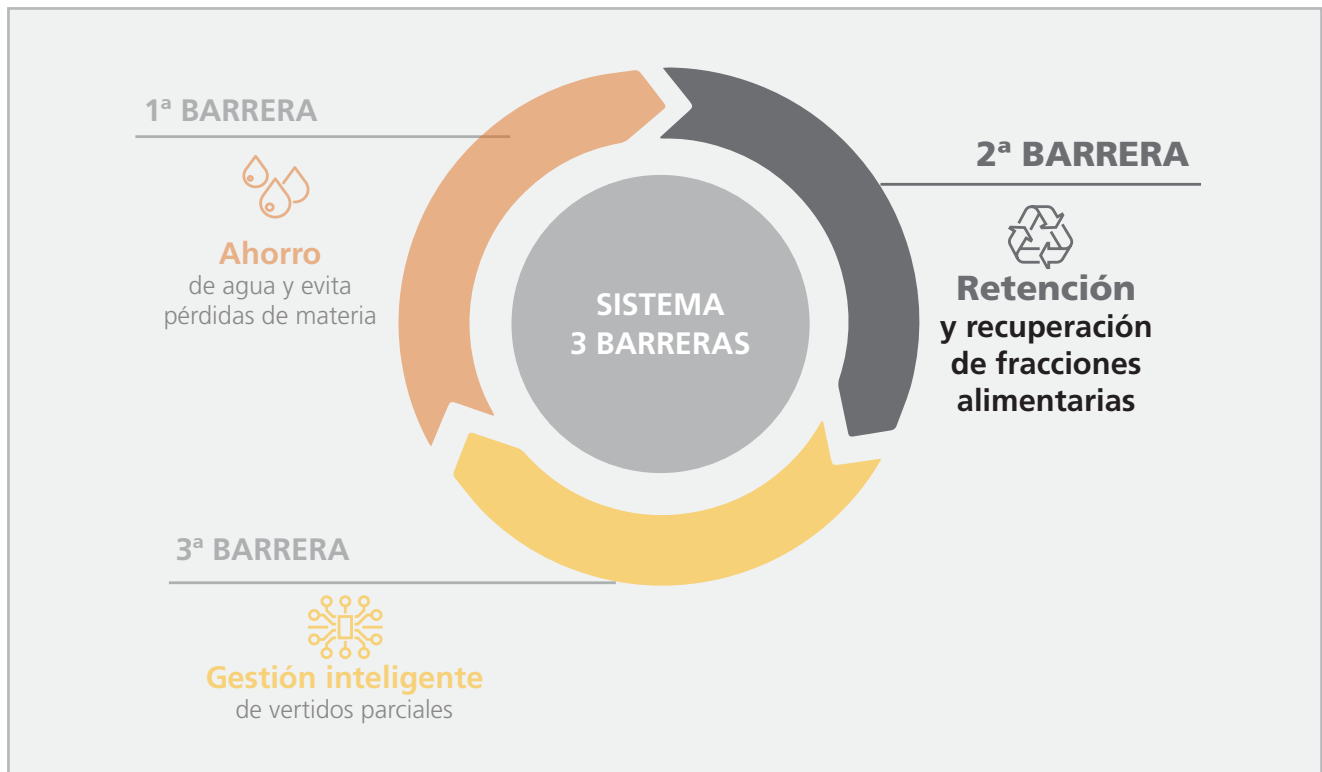 1ª BARRERA
Ahorro
de agua y evita
pérdidas de materia
SISTEMA
3 BARRERAS
2ª BARRERA
Retención
y recuperación
de fracciones
alimentarias
3ª BARRERA
Gestión inteligente
de vertidos parciales